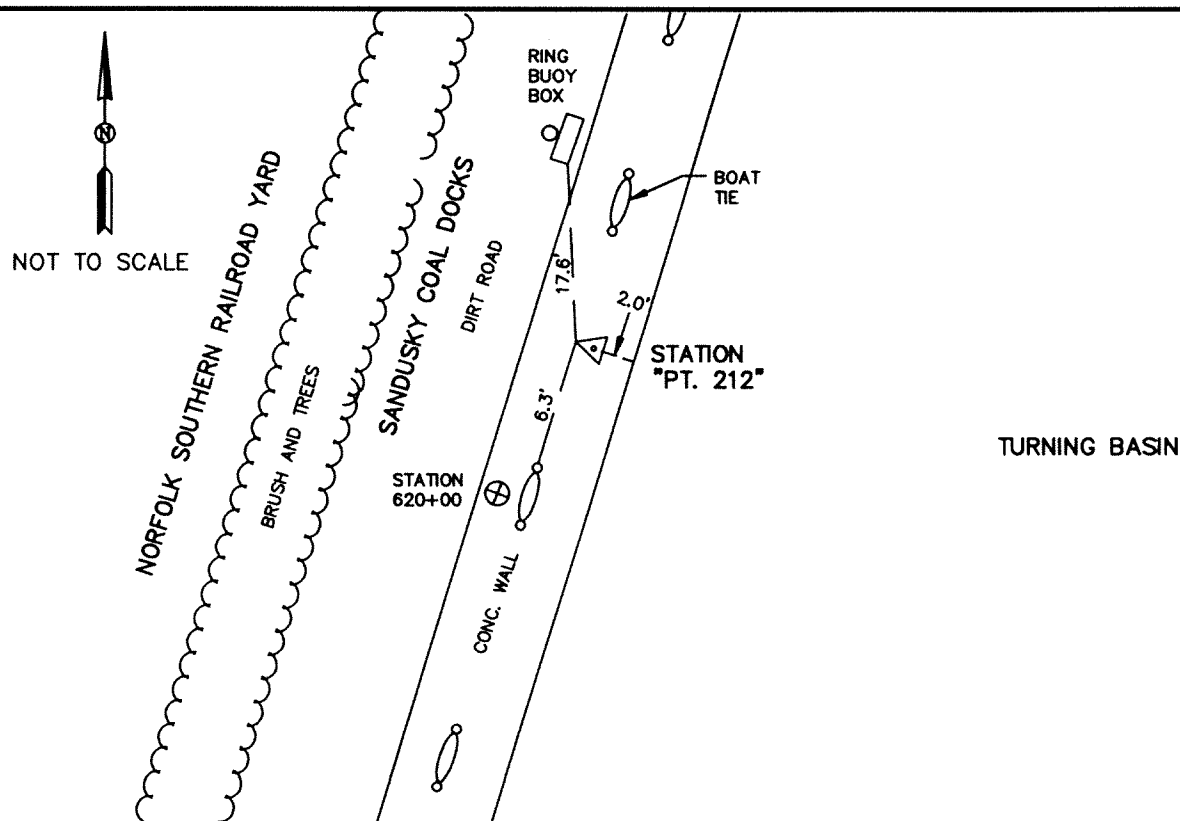 RING
BUOY
BOX
N
NOT TO SCALE
NORFOLK SOUTHERN RAILROAD YARD
BRUSH AND TREES
SANDUSKY COAL DOCKS
DIRT ROAD
BOAT
TIE
17.6'
2.0'
STATION
"PT. 212"
6.3'
STATION
620+00
CONC. WALL
TURNING BASIN